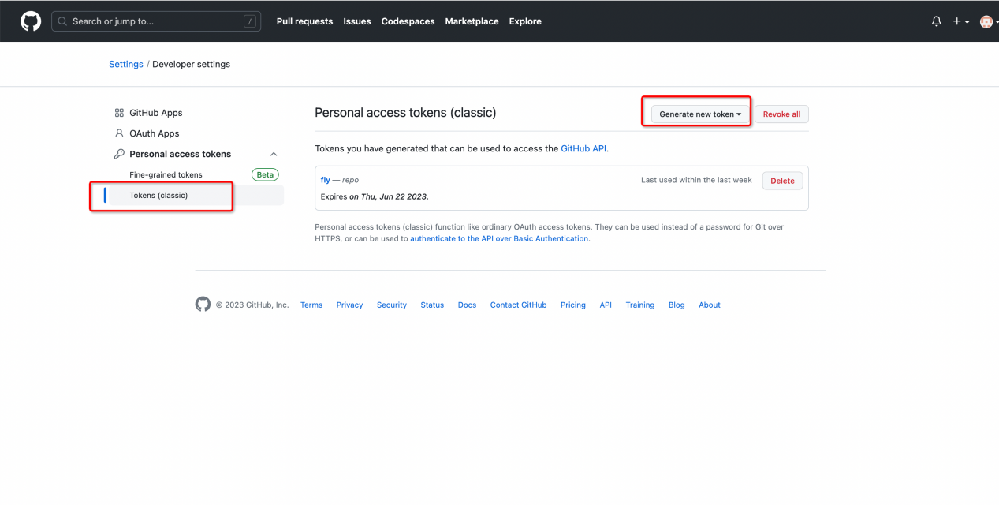 Search or jump to... /
Pull requests Issues Codespaces Marketplace Explore
Settings / Developer settings
GitHub Apps
OAuth Apps
Personal access tokens
Fine-grained tokens Beta
Tokens (classic)
Personal access tokens (classic) Generate new token Revoke all
Tokens you have generated that can be used to access the GitHub API.
fly — repo Last used within the last week Delete
Expires on Thu, Jun 22 2023.
Personal access tokens (classic) function like ordinary OAuth access tokens. They can be used instead of a password for Git over
HTTPS, or can be used to authenticate to the API over Basic Authentication.
© 2023 GitHub, Inc. Terms Privacy Security Status Docs Contact GitHub Pricing API Training Blog About